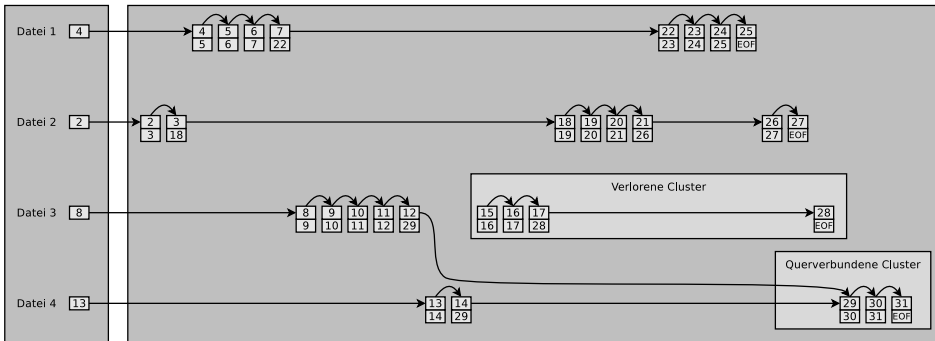 Datei 1 4 4 5 6 7 22 23 24 25
5 6 7 22 23 24 25 EOF
Datei 2 2 2 3 18 19 20 21 26 27
3 18 19 20 21 26 27 EOF
Verlorene Cluster
Datei 3 8 8 9 10 11 12 15 16 17 28
9 10 11 12 29 16 17 28 EOF
Querverbundene Cluster
Datei 4 13 13 14 29 30 31
14 29 30 31 EOF